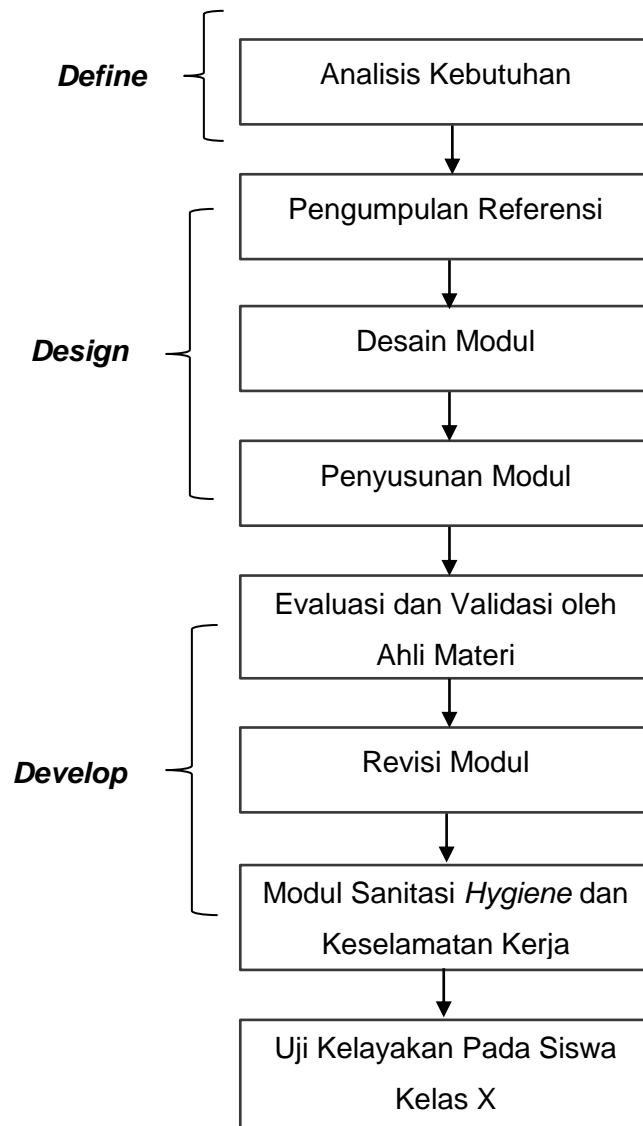 Define
Analisis Kebutuhan
Pengumpulan Referensi
Design
Desain Modul
Penyusunan Modul
Evaluasi dan Validasi oleh
Ahli Materi
Develop
Revisi Modul
Modul Sanitasi Hygiene dan
Keselamatan Kerja
Uji Kelayakan Pada Siswa
Kelas X